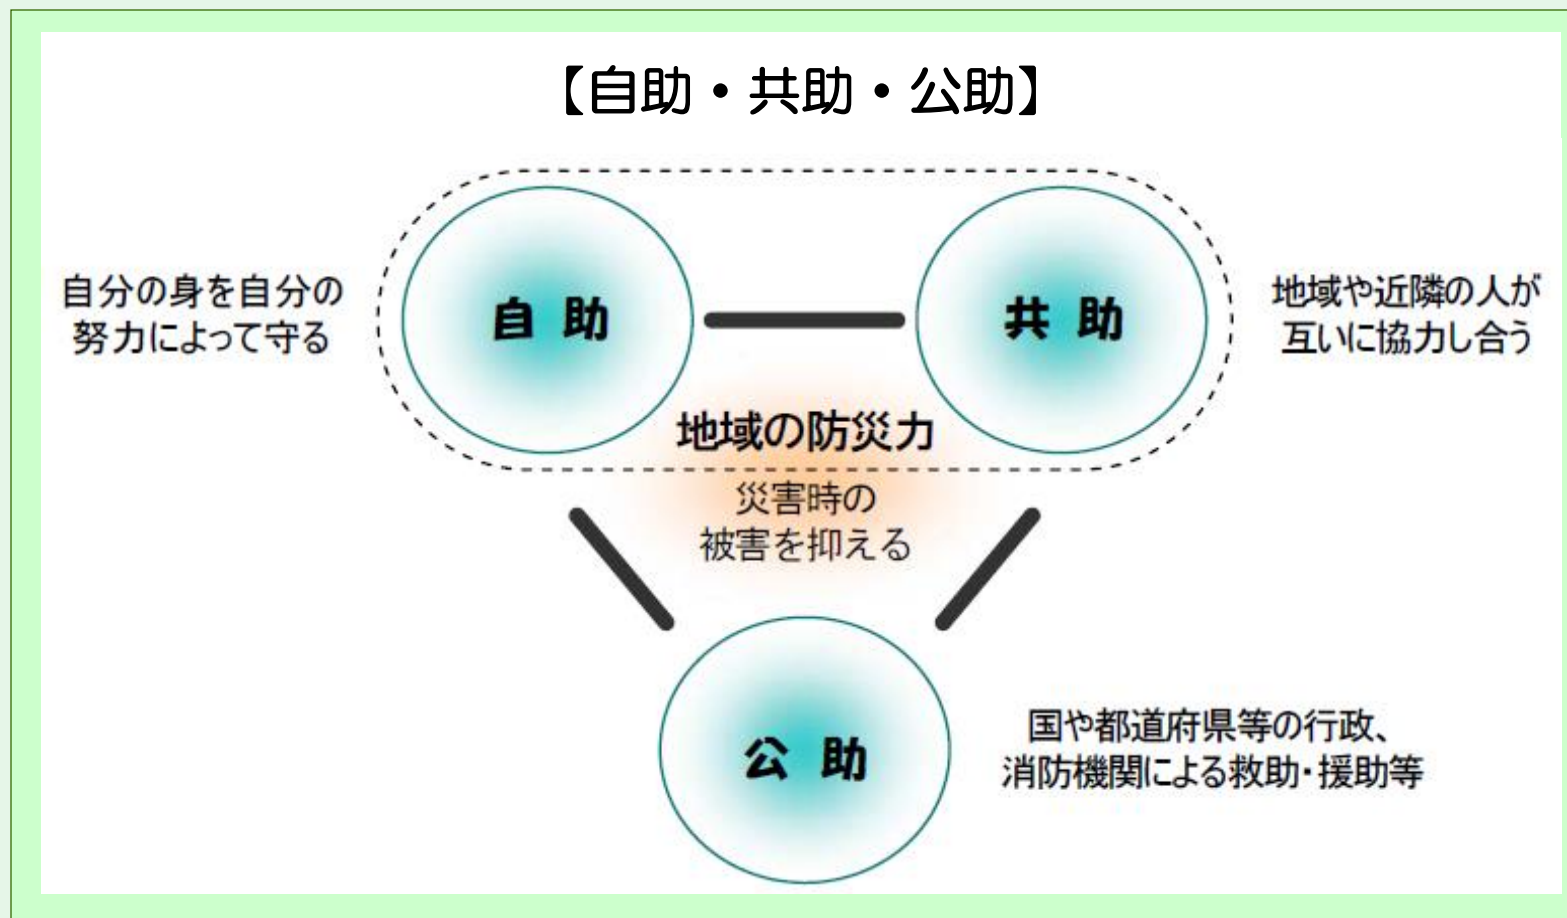 【自助・共助・公助】
自分の身を自分の
努力によって守る
自 助
共 助
地域や近隣の人が
互いに協力し合う
地域の防災力
災害時の
被害を抑える
公 助
国や都道府県等の行政、
消防機関による救助・援助等